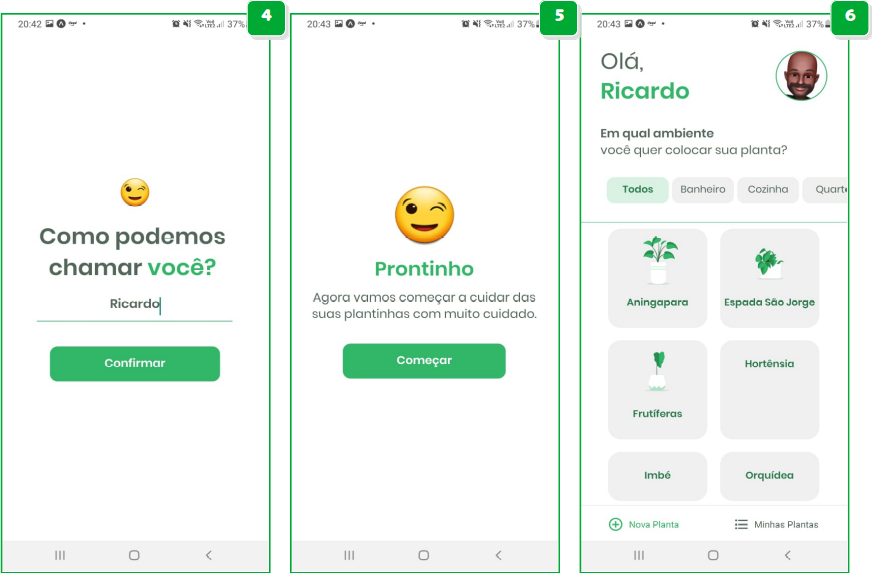 20:42
37%
4
Como podemos
chamar você?
Ricardo
Confirmar
20:43
37%
5
Prontinho
Agora vamos começar a cuidar das
suas plantinhas com muito cuidado.
Começar
20:43
37%
6
Olá,
Ricardo
Em qual ambiente
você quer colocar sua planta?
Todos Banheiro Cozinha Quart
Aningapara Espada São Jorge
Hortênsia
Frutíferas
Imbé Orquídea
Nova Planta Minhas Plantas